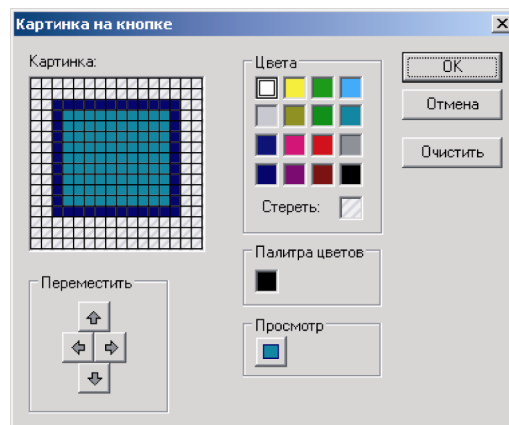 Картинка на кнопке
Картинка:
Цвета
OK
Отмена
Очистить
Стереть:
Палитра цветов
Переместить
Просмотр